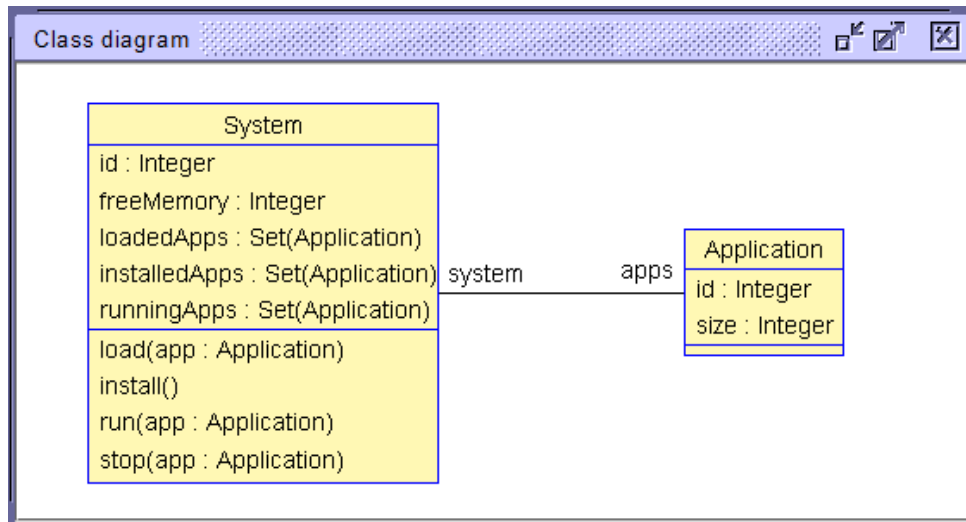 Class diagram
System
id : Integer
freeMemory : Integer
loadedApps : Set(Application)
installedApps : Set(Application)
runningApps : Set(Application)
load(app : Application)
install()
run(app : Application)
stop(app : Application)
system
apps
Application
id : Integer
size : Integer